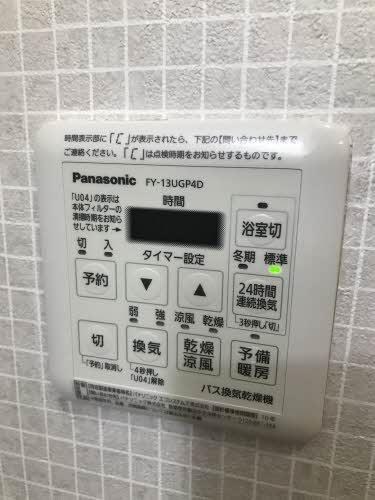 時間表示部に「[」が表示されたら、下記の【問い合わせ先】まで
ご連絡ください。「[」は点検時期をお知らせするものです。
Panasonic FY-13UGP4D
「U04」の表示は
本体フィルターの
清掃時期をお知ら
せしています→
時間
浴室切
切 入
タイマー設定
冬期 標準
予約
▼
▲
24時間
連続換気
3秒押し「切」
弱 強 涼風 乾燥
切
換気
乾燥
涼風
予備
暖房
「予約」取消し
4秒押し
「U04」解除
バス換気乾燥機